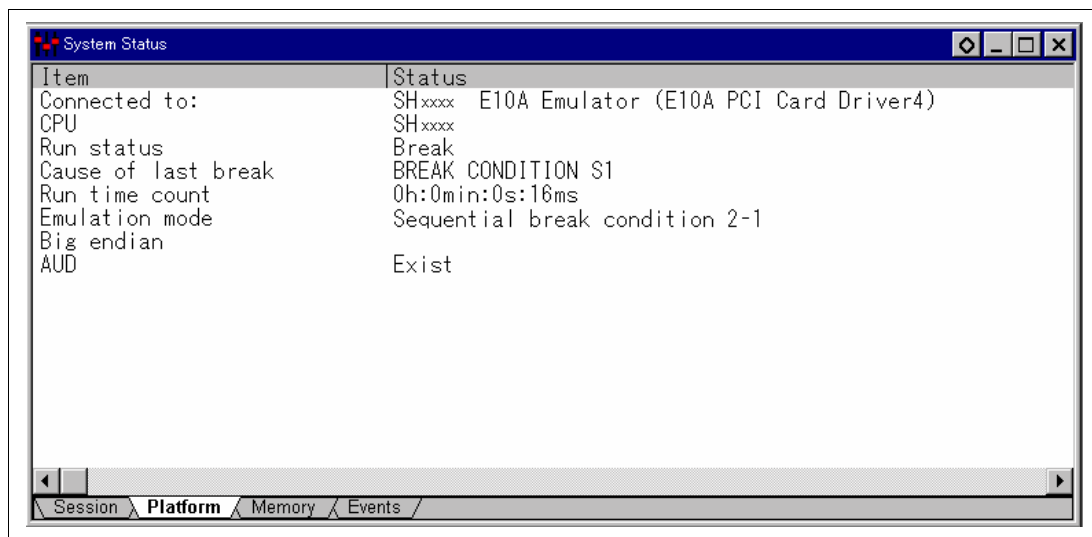 System Status
Item Status
Connected to: SHxxxx E10A Emulator (E10A PCI Card Driver4)
CPU SHxxxx
Run status Break
Cause of last break BREAK CONDITION S1
Run time count 0h:0min:0s:16ms
Emulation mode Sequential break condition 2-1
Big endian
AUD Exist
Session Platform Memory Events